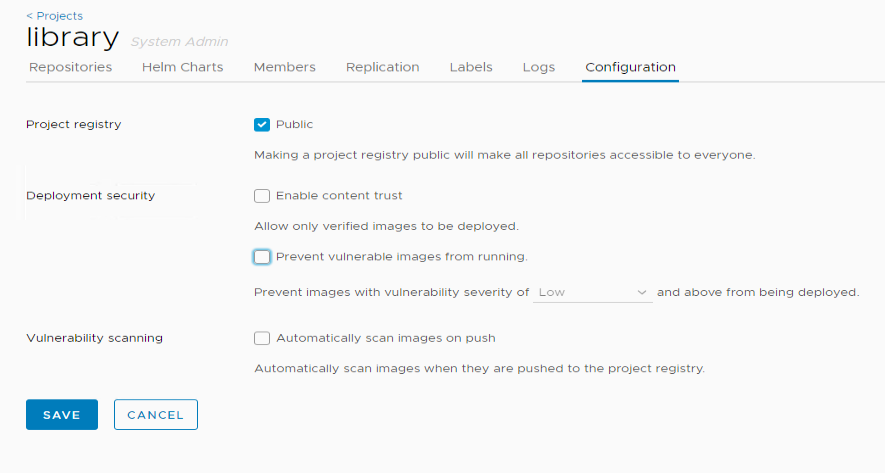 < Projects
library System Admin
Repositories Helm Charts Members Replication Labels Logs Configuration
Project registry Public
Making a project registry public will make all repositories accessible to everyone.
Deployment security Enable content trust
Allow only verified images to be deployed.
Prevent vulnerable images from running.
Prevent images with vulnerability severity of Low and above from being deployed.
Vulnerability scanning Automatically scan images on push
Automatically scan images when they are pushed to the project registry.
SAVE CANCEL